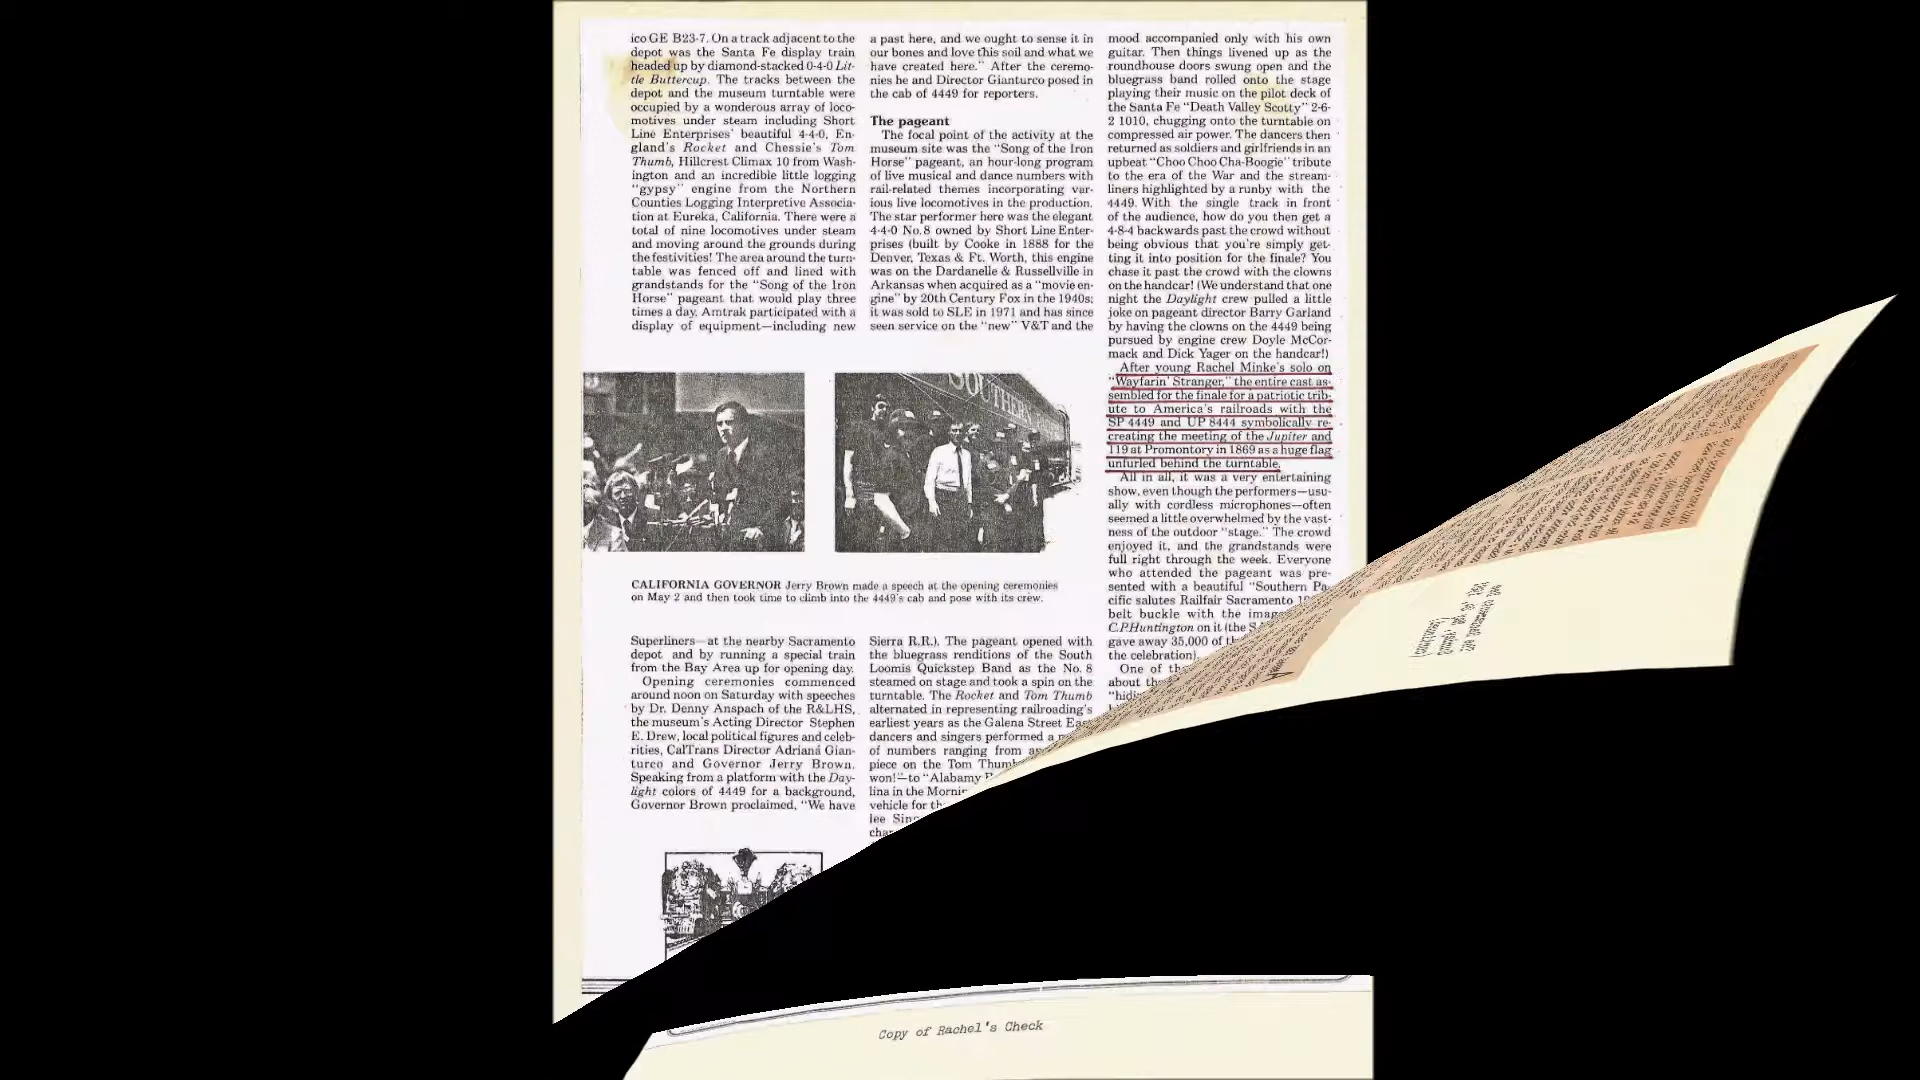 ico GE B23-7. On a track adjacent to the
depot was the Santa Fe display train
headed up by diamond-stacked 0-4-0 Lit-
tle Buttercup. The tracks between the
depot and the museum turntable were
occupied by a wonderous array of loco-
motives under steam including Short
Line Enterprises' beautiful 4-4-0, En-
gland's Rocket and Chessie's Tom
Thumb, Hillcrest Climax 10 from Wash-
ington and an incredible little logging
"gypsy" engine from the Northern
Counties Logging Interpretive Associa-
tion at Eureka, California. There were a
total of nine locomotives under steam
and moving around the grounds during
the festivities! The area around the turn-
table was fenced off and lined with
grandstands for the "Song of the Iron
Horse" pageant that would play three
times a day. Amtrak participated with a
display of equipment—including new
Superliners—at the nearby Sacramento
depot and by running a special train
from the Bay Area up for opening day.
Opening ceremonies commenced
around noon on Saturday with speeches
by Dr. Denny Anspach of the R&LHS,
the museum's Acting Director Stephen
E. Drew, local political figures and celeb-
rities, CalTrans Director Adriana Gian-
turco and Governor Jerry Brown.
Speaking from a platform with the Day-
light colors of 4449 for a background,
Governor Brown proclaimed, "We have
a past here, and we ought to sense it in
our bones and love this soil and what we
have created here." After the ceremo-
nies he and Director Gianturco posed in
the cab of 4449 for reporters.
The pageant
The focal point of the activity at the
museum site was the "Song of the Iron
Horse" pageant, an hour-long program
of live musical and dance numbers with
rail-related themes incorporating var-
ious live locomotives in the production.
The star performer here was the elegant
4-4-0 No. 8 owned by Short Line Enter-
prises (built by Cooke in 1888 for the
Denver, Texas & Ft. Worth, this engine
was on the Dardanelle & Russellville in
Arkansas when acquired as a "movie en-
gine" by 20th Century Fox in the 1940s;
it was sold to SLE in 1971 and has since
seen service on the "new" V&T and the
SOUTHERN
CALIFORNIA GOVERNOR Jerry Brown made a speech at the opening ceremonies
on May 2 and then took time to climb into the 4449's cab and pose with its crew.
Sierra R.R.). The pageant opened with
the bluegrass renditions of the South
Loomis Quickstep Band as the No. 8
steamed on stage and took a spin on the
turntable. The Rocket and Tom Thumb
alternated in representing railroading's
earliest years as the Galena Street East
dancers and singers performed a
of numbers ranging from
piece on the Tom Thumb
won!—to "Alabamy
lina in the Mornin
vehicle for
lee
mood accompanied only with his own
guitar. Then things livened up as the
roundhouse doors swung open and the
bluegrass band rolled onto the stage
playing their music on the pilot deck of
the Santa Fe "Death Valley Scotty" 2-6-
2 1010, chugging onto the turntable on
compressed air power. The dancers then
returned as soldiers and girlfriends in an
upbeat "Choo Choo Cha-Boogie" tribute
to the era of the War and the stream-
liners highlighted by a runby with the
4449. With the single track in front
of the audience, how do you then get a
4-8-4 backwards past the crowd without
being obvious that you're simply get-
ting it into position for the finale? You
chase it past the crowd with the clowns
on the handcar! (We understand that one
night the Daylight crew pulled a little
joke on pageant director Barry Garland
by having the clowns on the 4449 being
pursued by engine crew Doyle McCor-
mack and Dick Yager on the handcar!)
After young Rachel Minke's solo on
"Wayfarin' Stranger," the entire cast as-
sembled for the finale for a patriotic trib-
ute to America's railroads with the
SP 4449 and UP 8444 symbolically re-
creating the meeting of the Jupiter and
119 at Promontory in 1869 as a huge flag
unfurled behind the turntable.
All in all, it was a very entertaining
show, even though the performers—usu-
ally with cordless microphones—often
seemed a little overwhelmed by the vast-
ness of the outdoor "stage." The crowd
enjoyed it, and the grandstands were
full right through the week. Everyone
who attended the pageant was pre-
sented with a beautiful "Southern Pa-
cific salutes Railfair Sacramento
belt buckle with the image
C.P. Huntington on it (the
gave away 35,000 of
the celebration).
One of
about
Copy of Rachel's Check